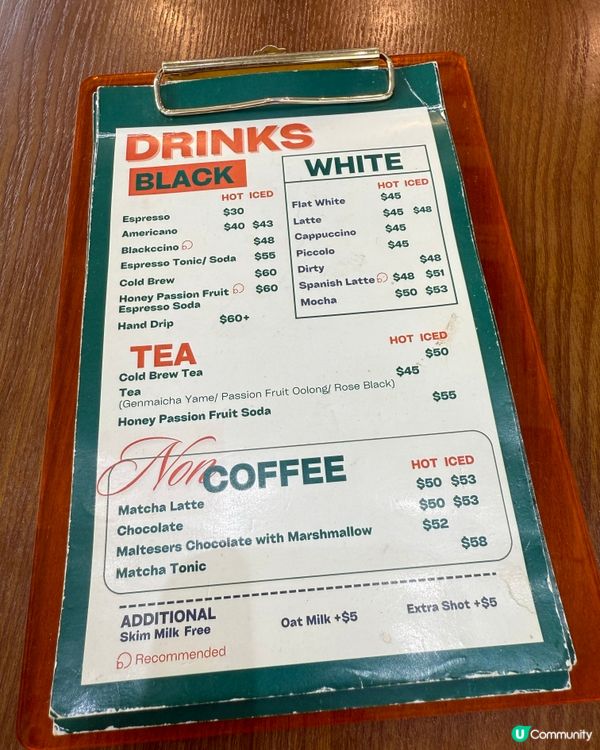 DRINKS
BLACK
HOT ICED
Espresso $30
Americano $40 $43
Blackccino $48
Espresso Tonic/ Soda $55
Cold Brew $60
Honey Passion Fruit $60
Espresso Soda
Hand Drip $60+
WHITE
HOT ICED
Flat White $45
Latte $45 $48
Cappuccino $45
Piccolo $45
Dirty $48
Spanish Latte $48 $51
Mocha $50 $53
TEA
HOT ICED
Cold Brew Tea $50
Tea $45
(Genmaicha Yame/ Passion Fruit Oolong/ Rose Black)
Honey Passion Fruit Soda $55
Non COFFEE
HOT ICED
Matcha Latte $50 $53
Chocolate $50 $53
Maltesers Chocolate with Marshmallow $52
Matcha Tonic $58
ADDITIONAL
Skim Milk Free Oat Milk +$5 Extra Shot +$5
Recommended
U Community